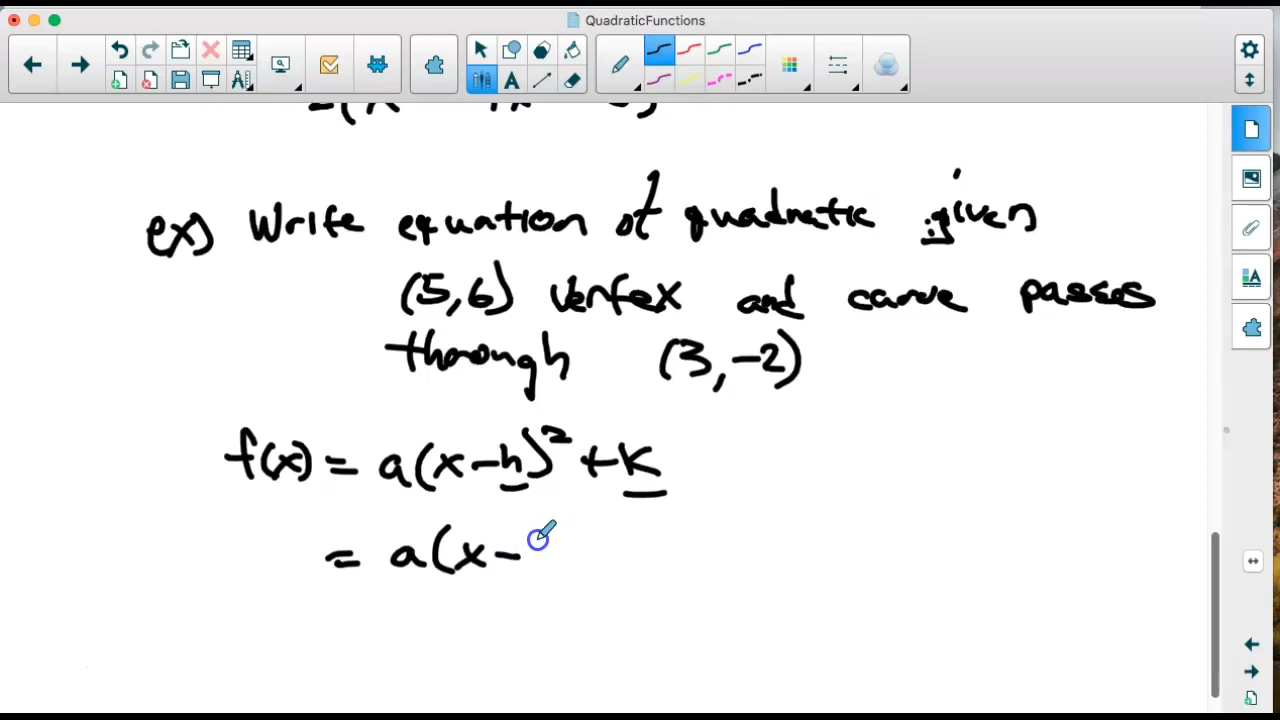 QuadraticFunctions
ex) Write equation of quadratic given
(5,6) vertex and curve passes
through (3,-2)
f(x) = a(x-h)² +k
= a(x-